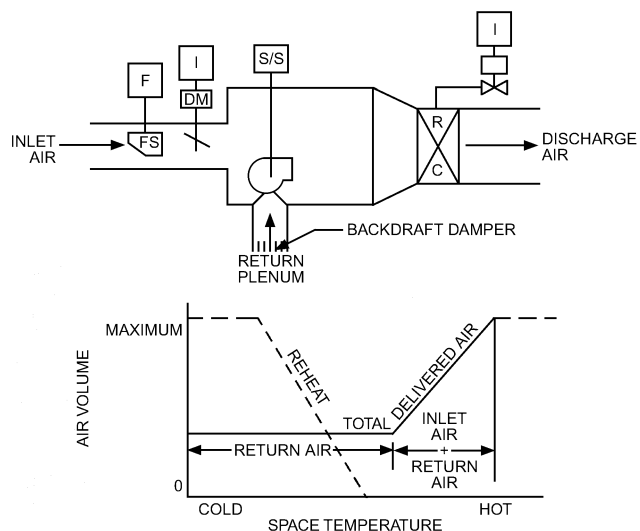 I
S/S
I
F
DM
R
FS
INLET
AIR
DISCHARGE
AIR
C
BACKDRAFT DAMPER
RETURN
PLENUM
MAXIMUM
AIR VOLUME
REHEAT
DELIVERED AIR
TOTAL
INLET
AIR
+
RETURN
AIR
RETURN AIR
0
COLD
HOT
SPACE TEMPERATURE